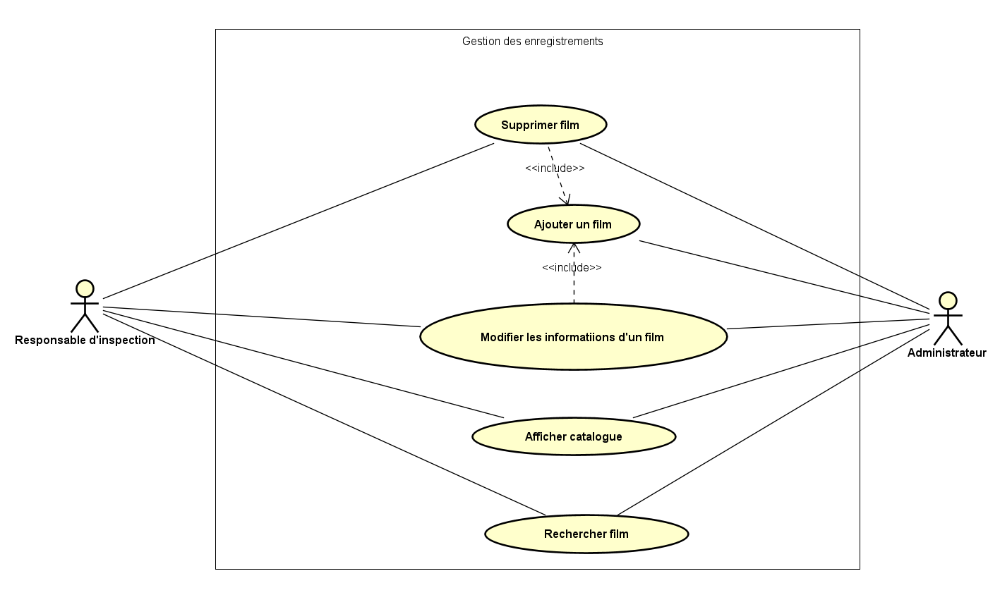 Gestion des enregistrements
Supprimer film
<<include>>
Ajouter un film
<<include>>
Modifier les informatiions d'un film
Responsable d'inspection
Administrateur
Afficher catalogue
Rechercher film